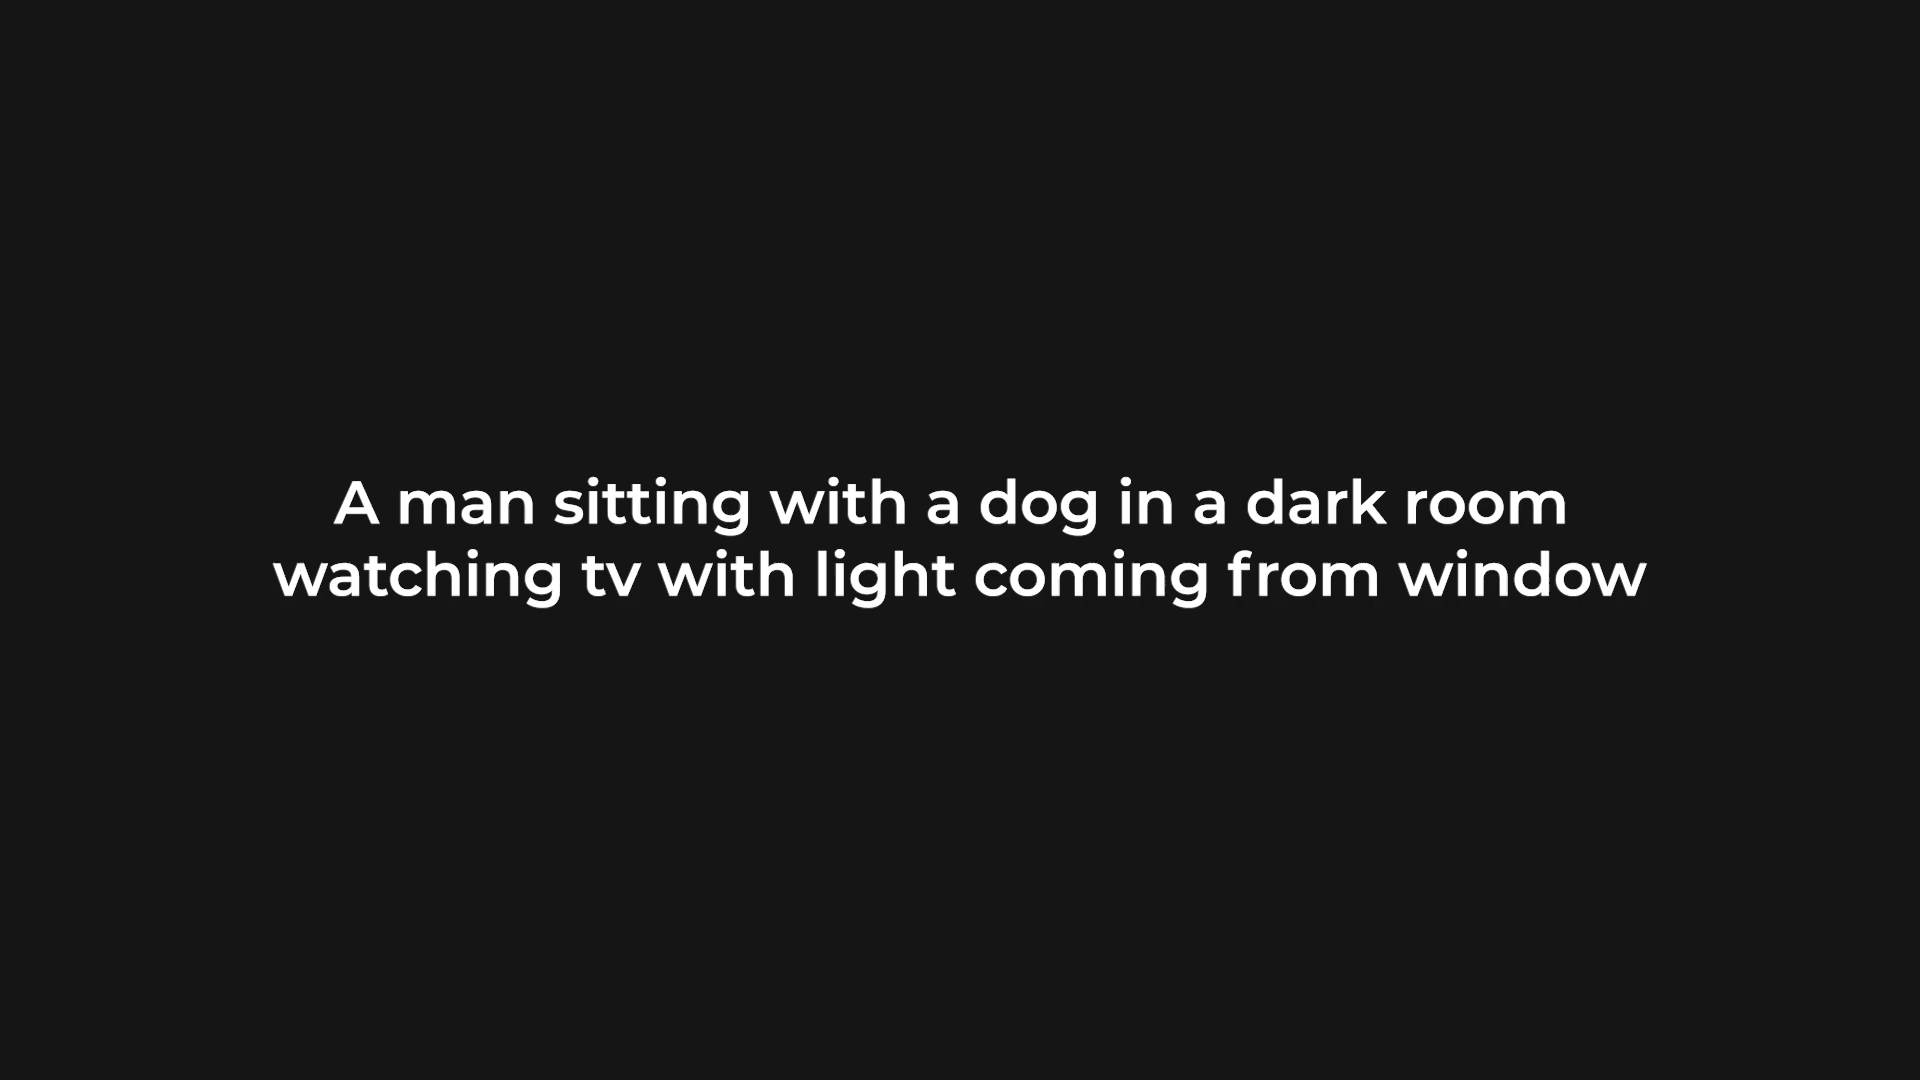 A man sitting with a dog in a dark room
watching tv with light coming from window